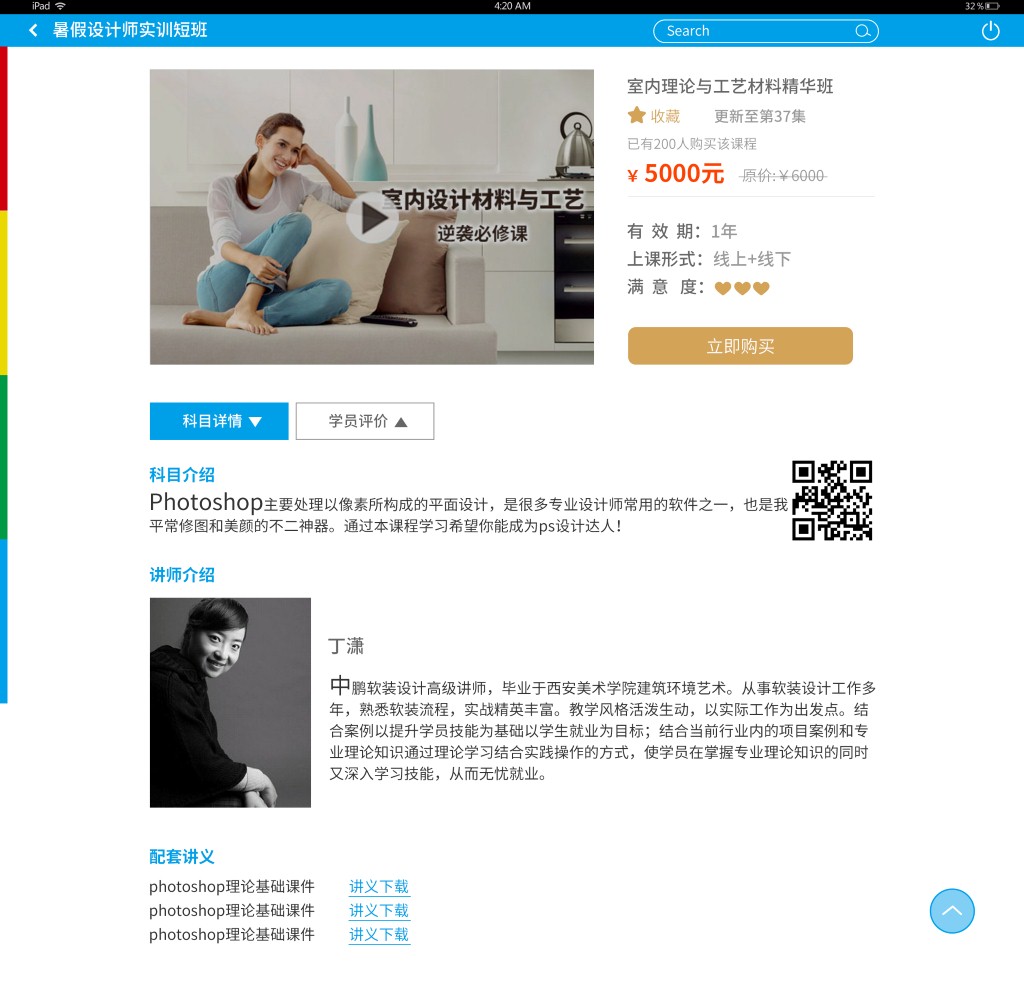 iPad
4:20 AM
32%
暑假设计师实训短班
Search
室内设计材料与工艺
逆袭必修课
室内理论与工艺材料精华班
收藏 更新至第37集
已有200人购买该课程
¥ 5000元 原价:¥6000
有 效 期：1年
上课形式：线上+线下
满 意 度：
立即购买
科目详情
学员评价
科目介绍
Photoshop主要处理以像素所构成的平面设计，是很多专业设计师常用的软件之一，也是我
平常修图和美颜的不二神器。通过本课程学习希望你能成为ps设计达人！
讲师介绍
丁潇
中鹏软装设计高级讲师，毕业于西安美术学院建筑环境艺术。从事软装设计工作多
年，熟悉软装流程，实战精英丰富。教学风格活泼生动，以实际工作为出发点。结
合案例以提升学员技能为基础以学生就业为目标；结合当前行业内的项目案例和专
业理论知识通过理论学习结合实践操作的方式，使学员在掌握专业理论知识的同时
又深入学习技能，从而无忧就业。
配套讲义
photoshop理论基础课件 讲义下载
photoshop理论基础课件 讲义下载
photoshop理论基础课件 讲义下载